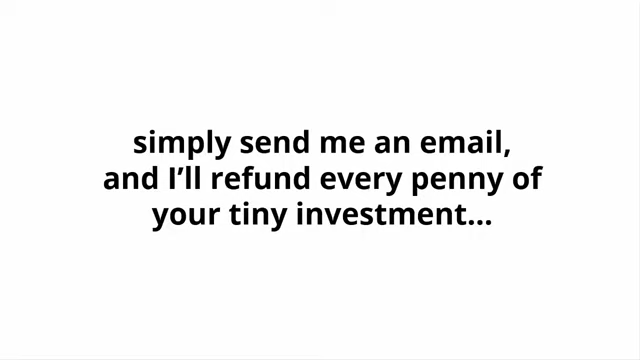 simply send me an email,
and I’ll refund every penny of
your tiny investment...